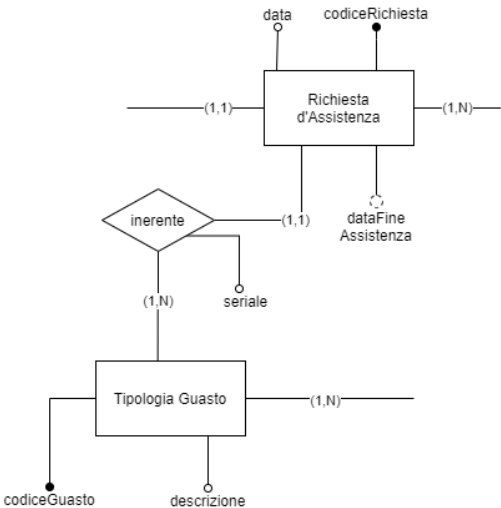 data
codiceRichiesta
Richiesta
d'Assistenza
(1,1)
(1,N)
inerente
(1,1)
dataFine
Assistenza
(1,N)
seriale
Tipologia Guasto
(1,N)
codiceGuasto
descrizione